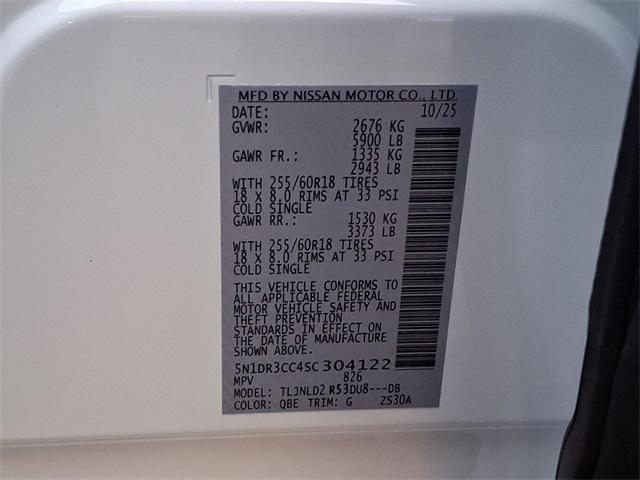 MFD BY NISSAN MOTOR CO., LTD.
DATE: 10/25
GVWR: 2676 KG
5900 LB
GAWR FR.: 1335 KG
2943 LB
WITH 255/60R18 TIRES
18 X 8.0 RIMS AT 33 PSI
COLD SINGLE
GAWR RR.: 1530 KG
3373 LB
WITH 255/60R18 TIRES
18 X 8.0 RIMS AT 33 PSI
COLD SINGLE
THIS VEHICLE CONFORMS TO
ALL APPLICABLE FEDERAL
MOTOR VEHICLE SAFETY AND
THEFT PREVENTION
STANDARDS IN EFFECT ON
THE DATE OF MANUFACTURE
SHOWN ABOVE.
5N1DR3CC4SC304122
MPV 826
MODEL: TLJNLD2 R53DU8---DB
COLOR: QBE TRIM: G ZS30A